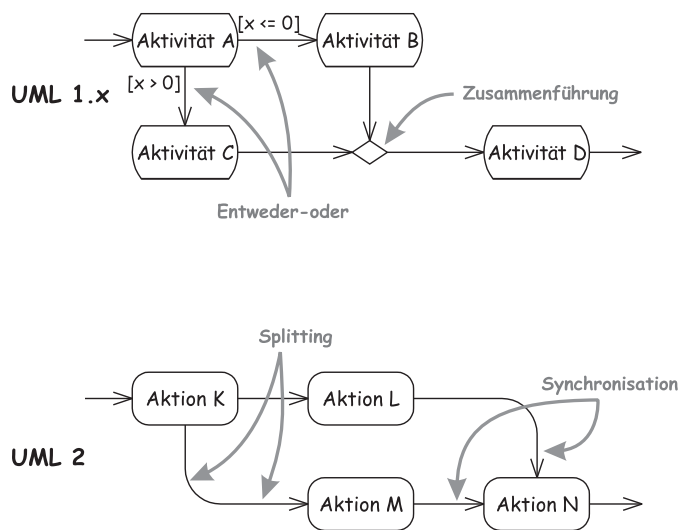 [x <= 0]
Aktivität A
Aktivität B
UML 1.x
[x > 0]
Zusammenführung
Aktivität C
Aktivität D
Entweder-oder
Splitting
Synchronisation
Aktion K
Aktion L
UML 2
Aktion M
Aktion N